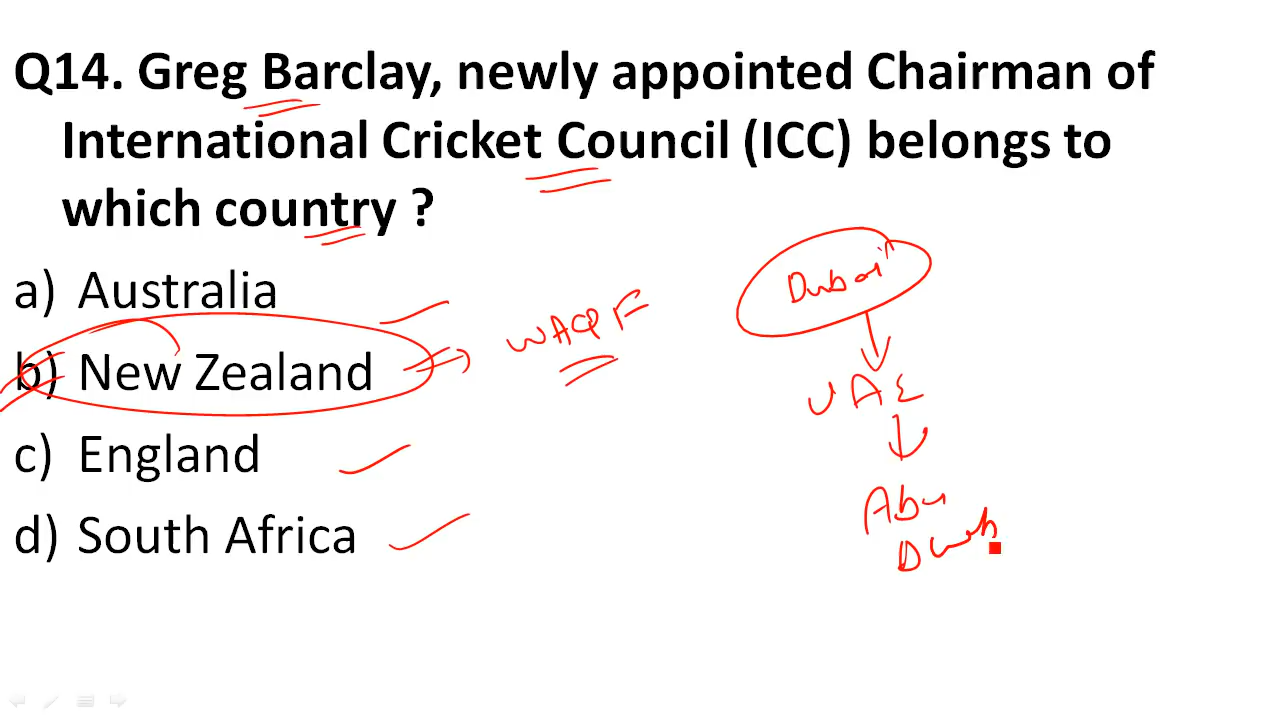 Q14. Greg Barclay, newly appointed Chairman of
International Cricket Council (ICC) belongs to
which country ?
a) Australia
b) New Zealand
c) England
d) South Africa
WAQF
Dubai
UAE
Abu